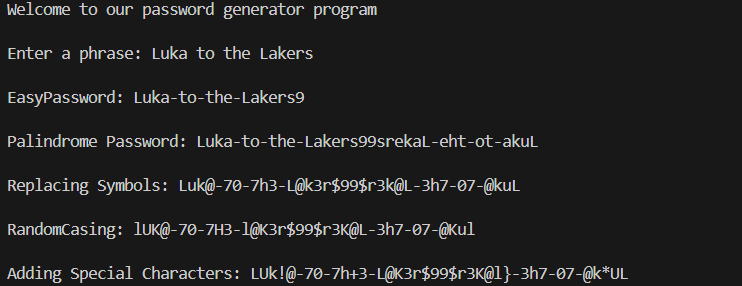 Welcome to our password generator program
Enter a phrase: Luka to the Lakers
EasyPassword: Luka-to-the-Lakers9
Palindrome Password: Luka-to-the-Lakers99srekaL-eht-ot-akuL
Replacing Symbols: Luk@-70-7h3-L@k3r$99$r3k@L-3h7-07-@kuL
RandomCasing: lUK@-70-7H3-l@K3r$99$r3K@L-3h7-07-@Kul
Adding Special Characters: LUk!@-70-7h+3-L@K3r$99$r3K@l}-3h7-07-@k*UL